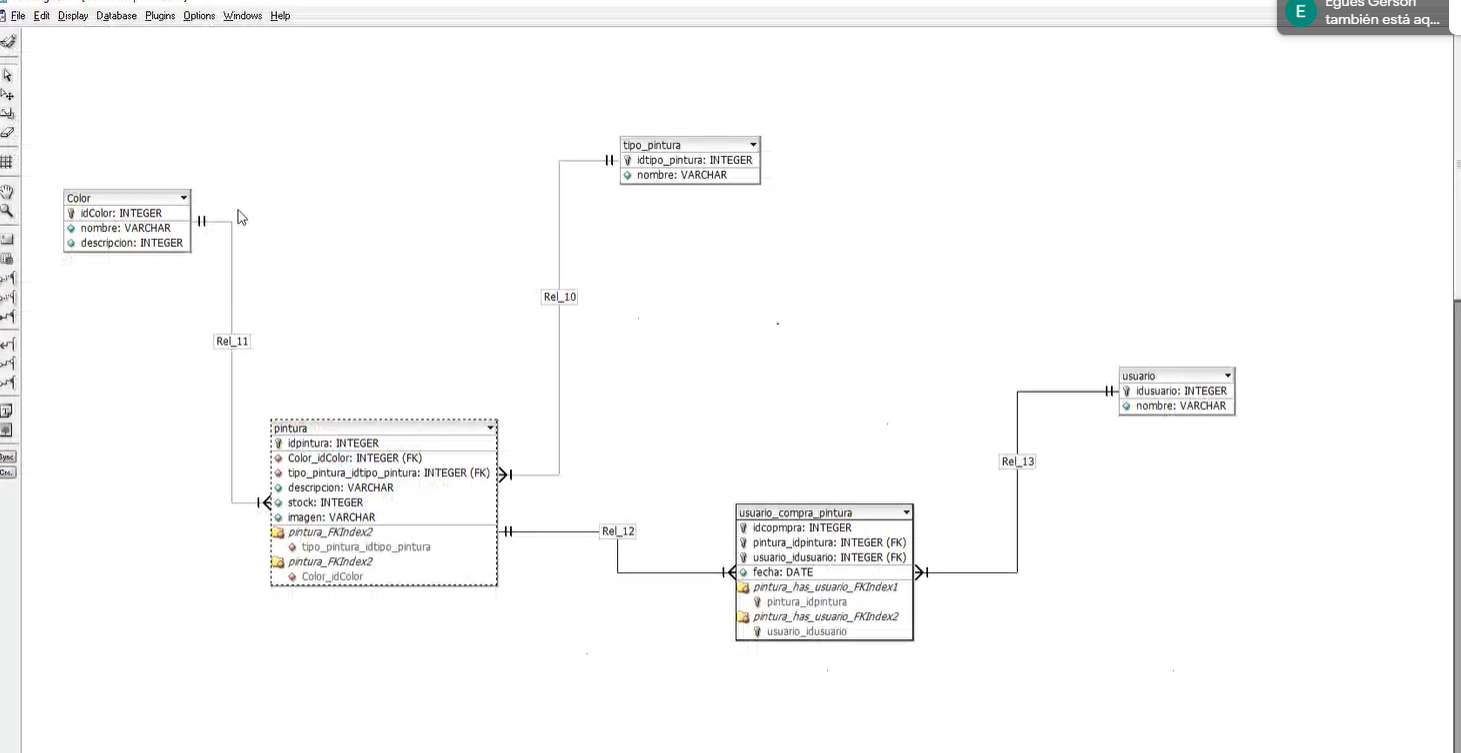 File Edit Display Database Plugins Options Windows Help
E
Egues Gerson
también está aq...
tipo_pintura
idtipo_pintura: INTEGER
nombre: VARCHAR
Color
idColor: INTEGER
nombre: VARCHAR
descripcion: INTEGER
Rel_10
Rel_11
usuario
idusuario: INTEGER
nombre: VARCHAR
pintura
idpintura: INTEGER
Color_idColor: INTEGER (FK)
tipo_pintura_idtipo_pintura: INTEGER (FK)
descripcion: VARCHAR
stock: INTEGER
imagen: VARCHAR
pintura_FKIndex2
tipo_pintura_idtipo_pintura
pintura_FKIndex2
Color_idColor
Rel_13
Rel_12
usuario_compra_pintura
idcopmpra: INTEGER
pintura_idpintura: INTEGER (FK)
usuario_idusuario: INTEGER (FK)
fecha: DATE
pintura_has_usuario_FKIndex1
pintura_idpintura
pintura_has_usuario_FKIndex2
usuario_idusuario
Sync